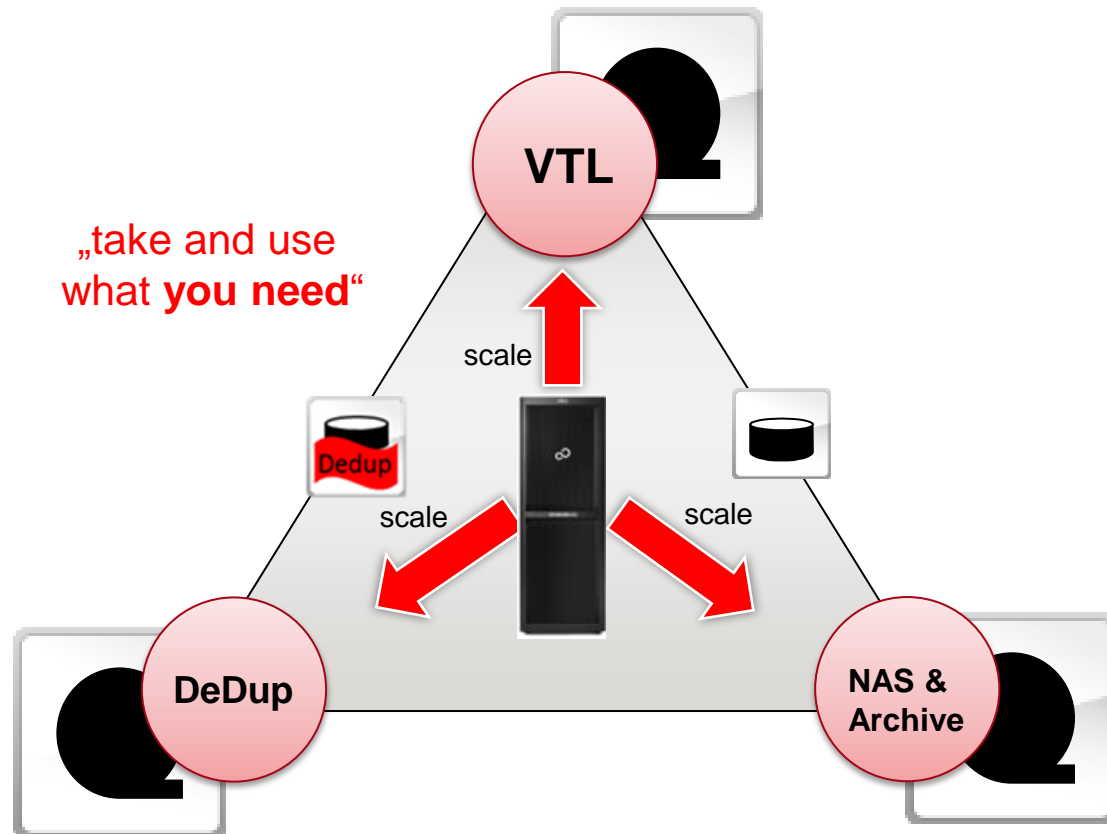 VTL
„take and use
what you need“
scale
Dedup
scale
scale
DeDup
NAS &
Archive